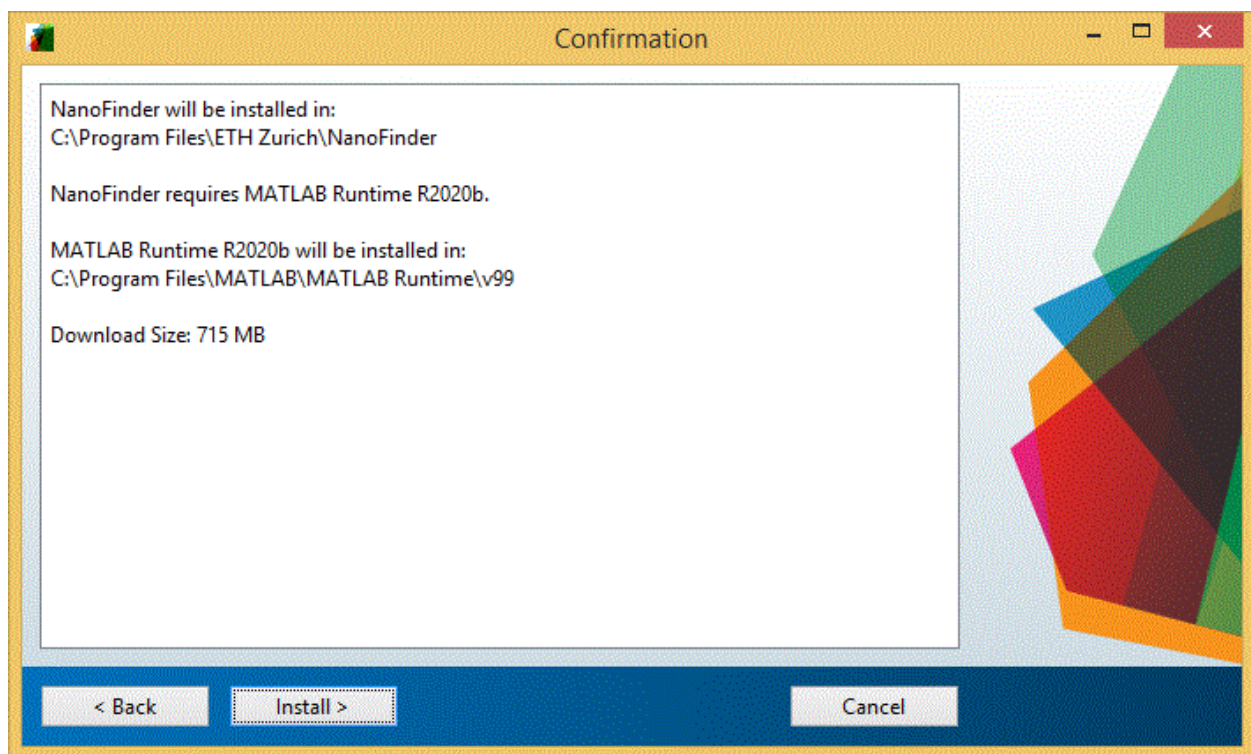 Confirmation
NanoFinder will be installed in:
C:\Program Files\ETH Zurich\NanoFinder
NanoFinder requires MATLAB Runtime R2020b.
MATLAB Runtime R2020b will be installed in:
C:\Program Files\MATLAB\MATLAB Runtime\v99
Download Size: 715 MB
< Back
Install >
Cancel